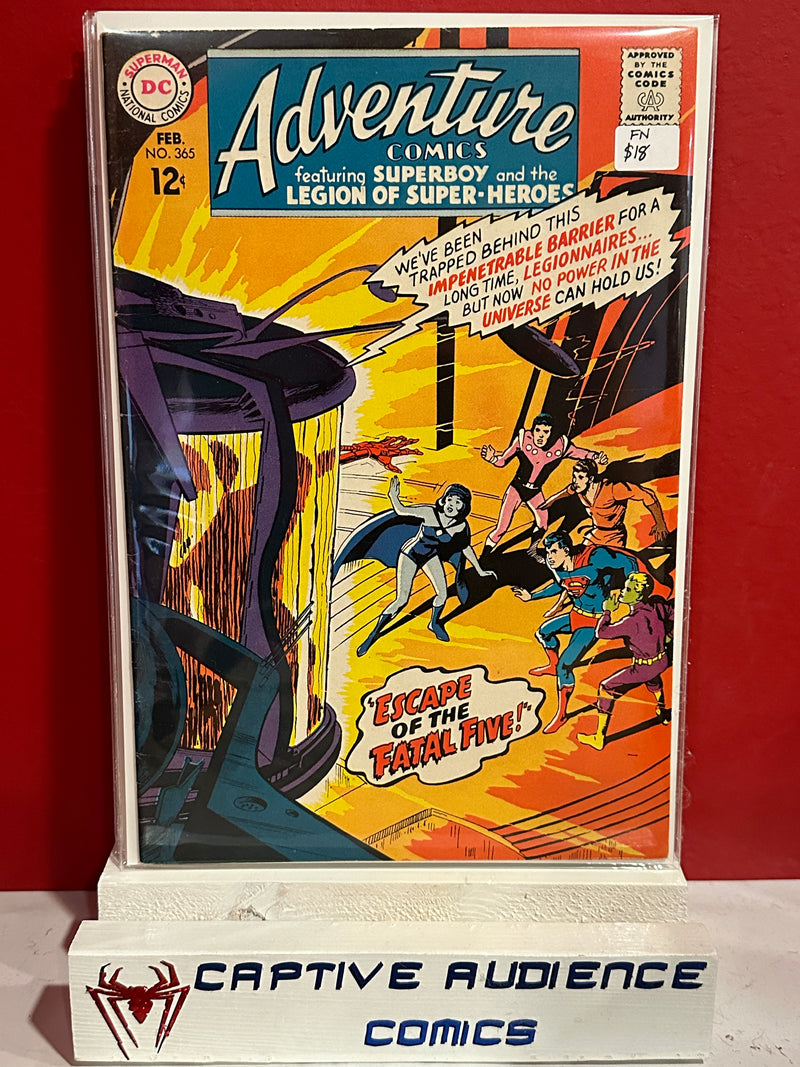 SUPERMAN
DC
NATIONAL COMICS
FEB.
NO. 365
12¢
Adventure
COMICS
featuring SUPERBOY and the
LEGION OF SUPER-HEROES
APPROVED
BY THE
COMICS
CODE
CA
AUTHORITY
FN
$18
WE'VE BEEN
TRAPPED BEHIND THIS
IMPENETRABLE BARRIER FOR A
LONG TIME, LEGIONNAIRES...
BUT NOW NO POWER IN THE
UNIVERSE CAN HOLD US!
"ESCAPE
OF THE
FATAL FIVE!"
CAPTIVE AUDIENCE
COMICS